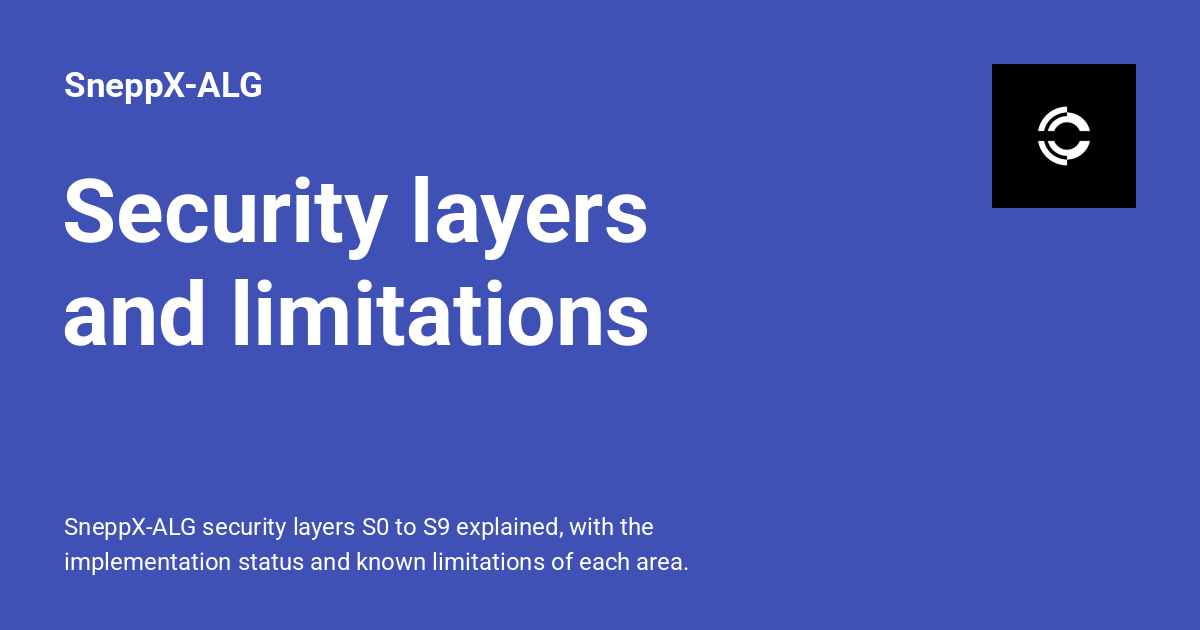 SneppX-ALG
Security layers
and limitations
SneppX-ALG security layers S0 to S9 explained, with the
implementation status and known limitations of each area.